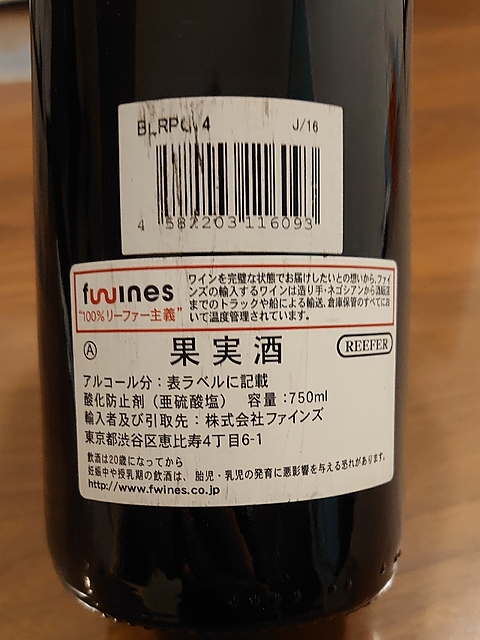 J/16
4 582203 116093
fwines
"100%リーファー主義"
ワインを完璧な状態でお届けしたいとの想いから、ファイ
ンズの輸入するワインは造り手・ネゴシアンから酒販店
までのトラックや船による輸送、倉庫保管のすべてにお
いて温度管理されています。
A 果実酒 REEFER
アルコール分：表ラベルに記載
酸化防止剤（亜硫酸塩） 容量：750ml
輸入者及び引取先：株式会社ファインズ
東京都渋谷区恵比寿4丁目6-1
飲酒は20歳になってから
妊娠中や授乳期の飲酒は、胎児・乳児の発育に悪影響を与える恐れがあります。
http://www.fwines.co.jp